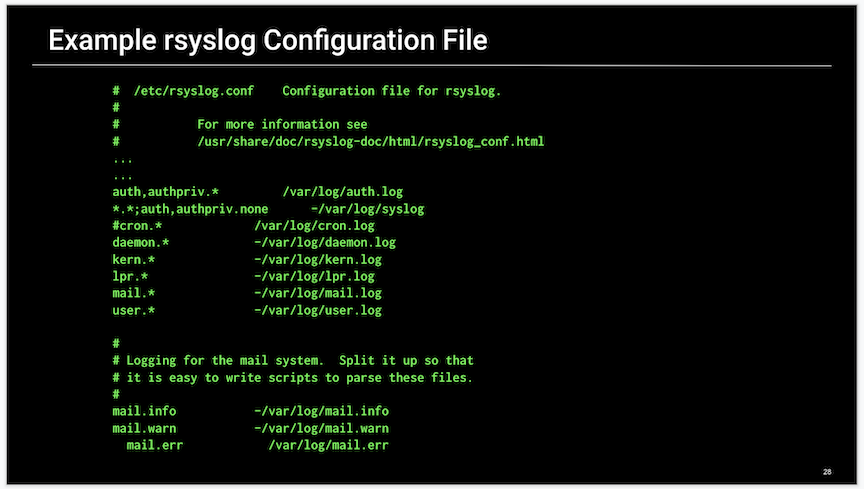 Example rsyslog Configuration File
#  /etc/rsyslog.conf    Configuration file for rsyslog.
#
#           For more information see
#           /usr/share/doc/rsyslog-doc/html/rsyslog_conf.html
...
...
auth,authpriv.*         /var/log/auth.log
*.*;auth,authpriv.none      -/var/log/syslog
#cron.*             /var/log/cron.log
daemon.*            -/var/log/daemon.log
kern.*              -/var/log/kern.log
lpr.*               -/var/log/lpr.log
mail.*              -/var/log/mail.log
user.*              -/var/log/user.log
#
# Logging for the mail system.  Split it up so that
# it is easy to write scripts to parse these files.
#
mail.info           -/var/log/mail.info
mail.warn           -/var/log/mail.warn
  mail.err            /var/log/mail.err
28